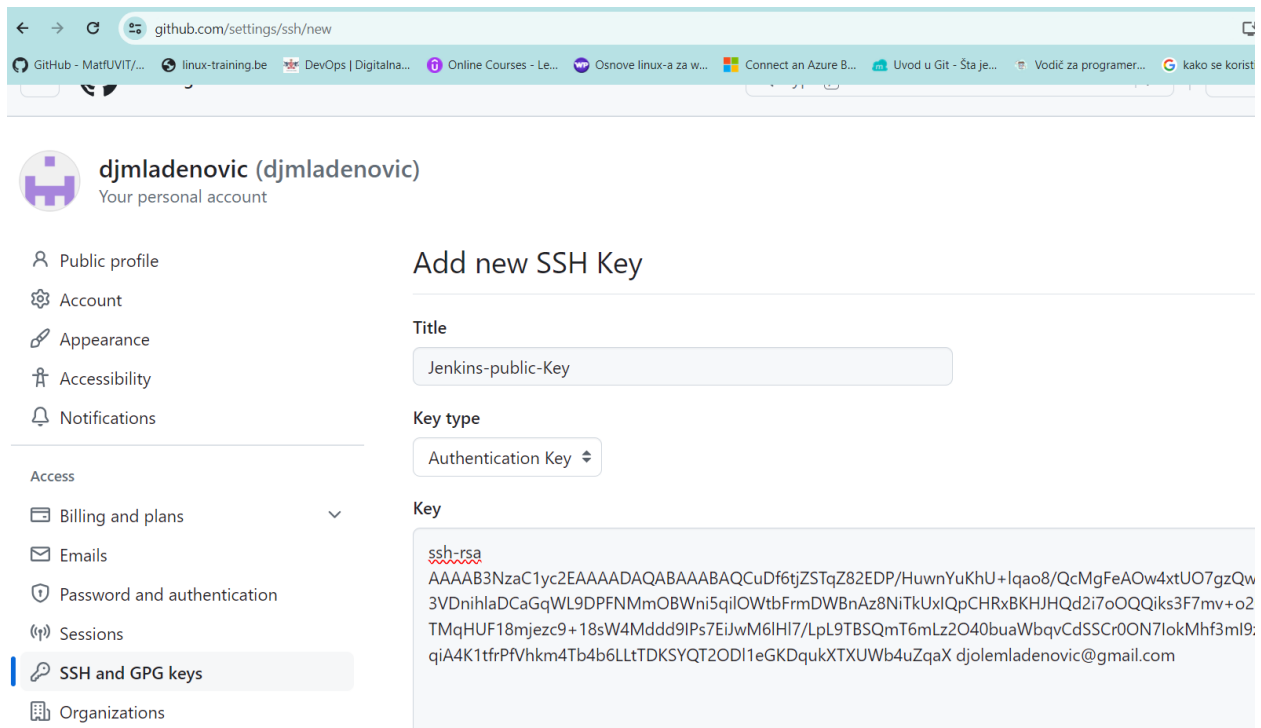 github.com/settings/ssh/new
GitHub - MatfUVIT/...
linux-training.be
DevOps | Digitalna...
Online Courses - Le...
Osnove linux-a za w...
Connect an Azure B...
Uvod u Git - Šta je...
Vodič za programer...
kako se korist
djmladenovic (djmladenovic)
Your personal account
Public profile
Account
Appearance
Accessibility
Notifications
Access
Billing and plans
Emails
Password and authentication
Sessions
SSH and GPG keys
Organizations
Add new SSH Key
Title
Jenkins-public-Key
Key type
Authentication Key
Key
ssh-rsa
AAAAB3NzaC1yc2EAAAADAQABAAABAQCuDf6tjZSTqZ82EDP/HuwnYuKhU+lqao8/QcMgFeAOw4xtUO7gzQw
3VDnihlaDCaGqWL9DPFNMmOBWni5qilOWtbFrmDWBnAz8NiTkUxIQpCHRxBKHJHQd2i7oOQQiks3F7mv+o2
TMqHUF18mjezc9+18sW4Mddd9IPs7EiJwM6lHl7/LpL9TBSQmT6mLz2O40buaWbqvCdSSCr0ON7IokMhf3mI9
qiA4K1tfrPfVhkm4Tb4b6LLtTDKSYQT2ODl1eGKDqukXTXUWb4uZqaX djolemladenovic@gmail.com